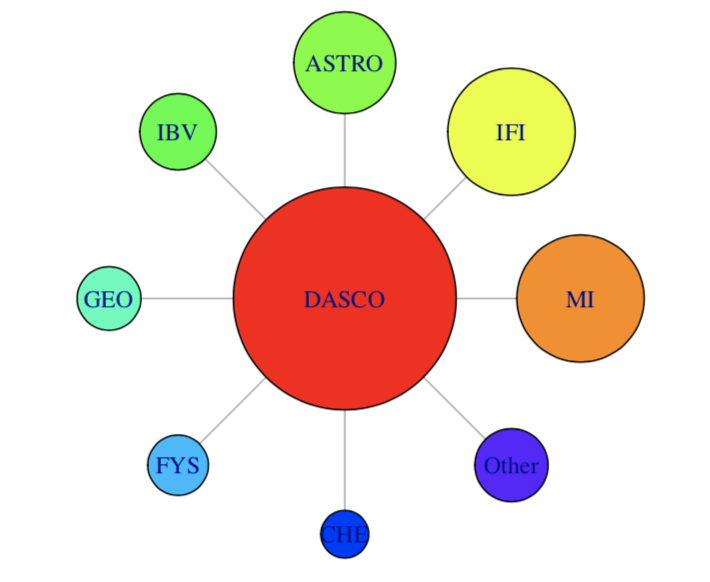 ASTRO
IBV
IFI
GEO
DASCO
MI
FYS
Other
CHE